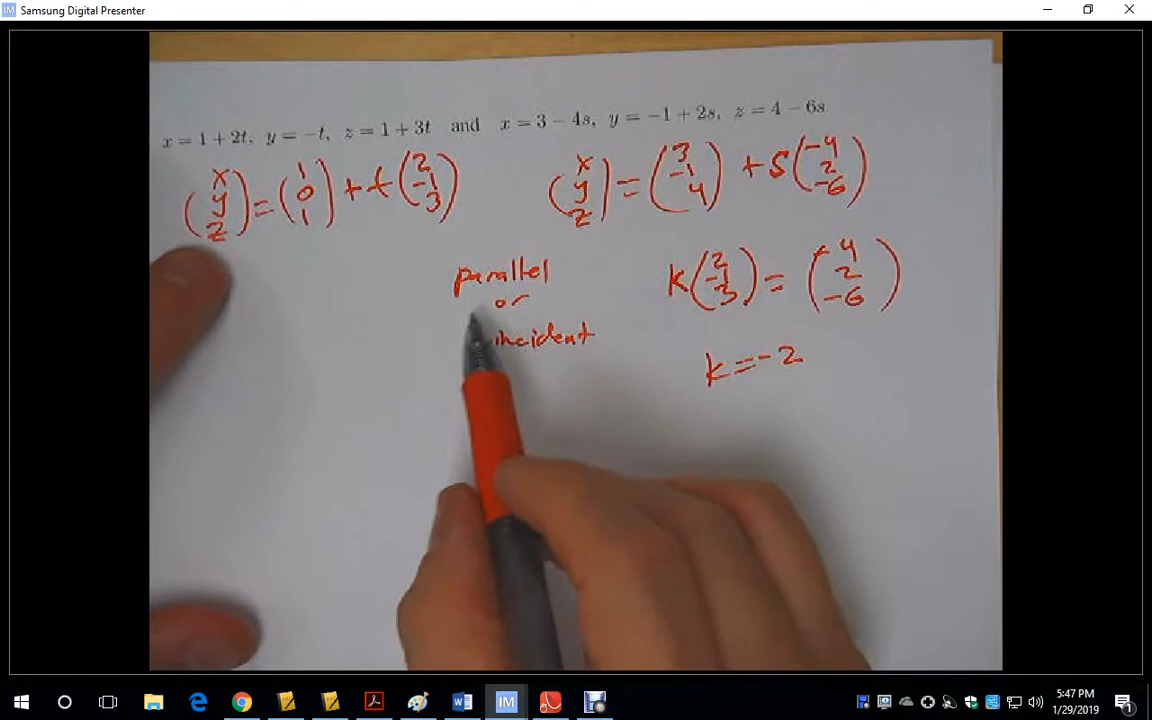 Samsung Digital Presenter
x = 1 + 2t, y = −t, z = 1 + 3t and x = 3 − 4s, y = −1 + 2s, z = 4 − 6s
(x y z) = (1 0 1) + t (2 -1 3) (x y z) = (3 -1 4) + S (-4 2 -6)
parallel k (2 -1 3) = (-4 2 -6)
or
incident k = -2
5:47 PM
1/29/2019